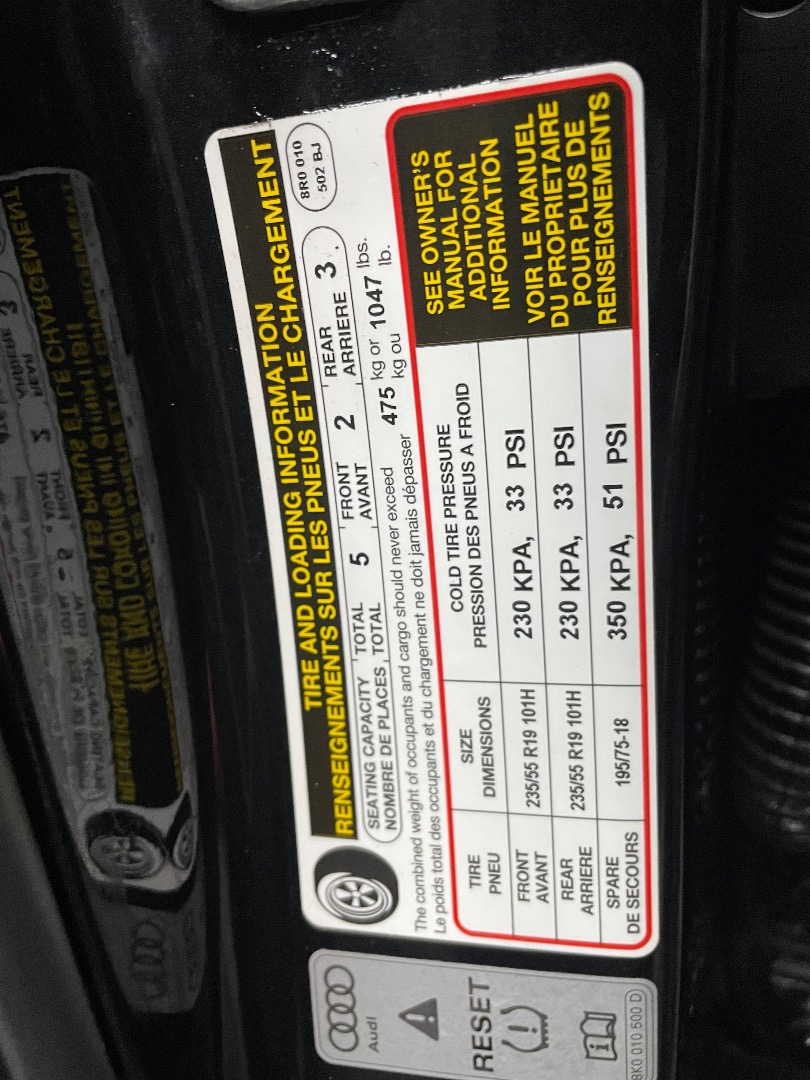 TIRE AND LOADING INFORMATION
RENSEIGNEMENTS SUR LES PNEUS ET LE CHARGEMENT
8R0 010
502 BJ
SEATING CAPACITY TOTAL 5 FRONT 2 REAR 3
NOMBRE DE PLACES TOTAL AVANT ARRIERE
The combined weight of occupants and cargo should never exceed 475 kg or 1047 lbs.
Le poids total des occupants et du chargement ne doit jamais dépasser kg ou lb.
TIRE SIZE COLD TIRE PRESSURE
PNEU DIMENSIONS PRESSION DES PNEUS A FROID
FRONT 235/55 R19 101H 230 KPA, 33 PSI
AVANT
REAR 235/55 R19 101H 230 KPA, 33 PSI
ARRIERE
SPARE 195/75-18 350 KPA, 51 PSI
DE SECOURS
SEE OWNER'S
MANUAL FOR
ADDITIONAL
INFORMATION
VOIR LE MANUEL
DU PROPRIETAIRE
POUR PLUS DE
RENSEIGNEMENTS
Audi
RESET
8K0 010 500 D